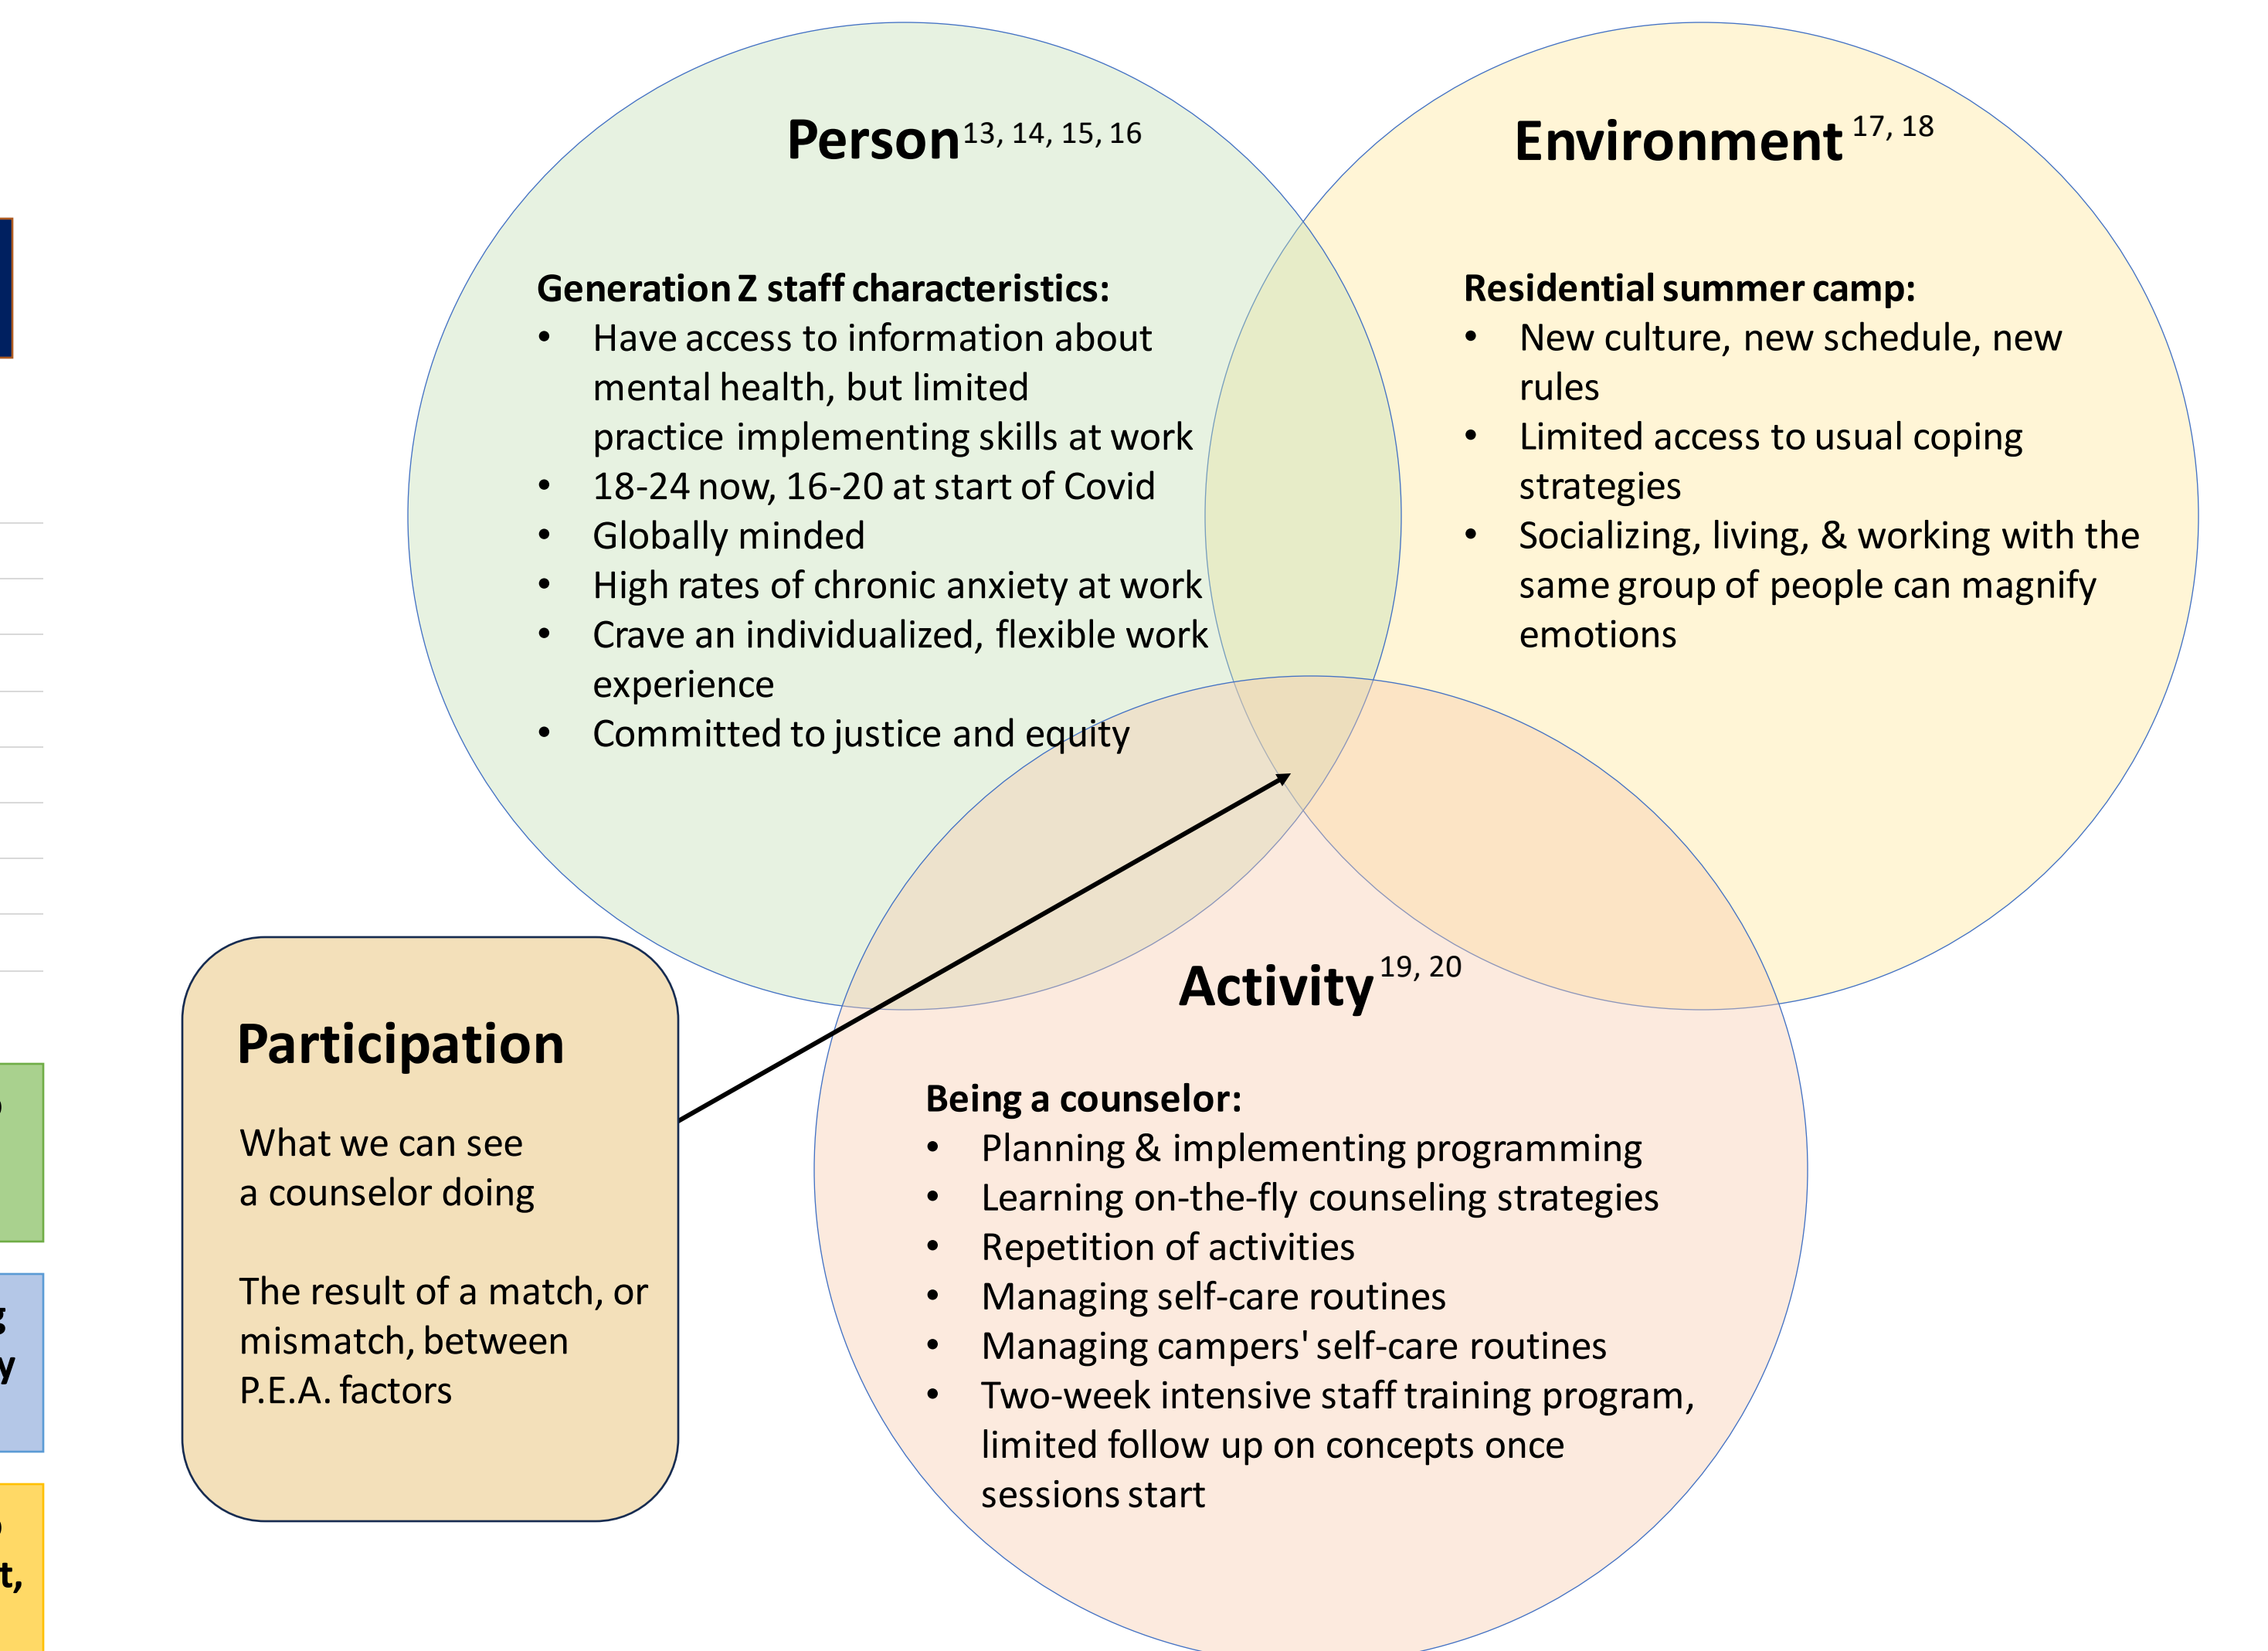 Person13, 14, 15, 16
Generation Z staff characteristics:
• Have access to information about
mental health, but limited
practice implementing skills at work
• 18-24 now, 16-20 at start of Covid
• Globally minded
• High rates of chronic anxiety at work
• Crave an individualized, flexible work
experience
• Committed to justice and equity
Environment 17, 18
Residential summer camp:
• New culture, new schedule, new
rules
• Limited access to usual coping
strategies
• Socializing, living, & working with the
same group of people can magnify
emotions
Participation
What we can see
a counselor doing
The result of a match, or
mismatch, between
P.E.A. factors
Activity 19, 20
Being a counselor:
• Planning & implementing programming
• Learning on-the-fly counseling strategies
• Repetition of activities
• Managing self-care routines
• Managing campers' self-care routines
• Two-week intensive staff training program,
limited follow up on concepts once
sessions start